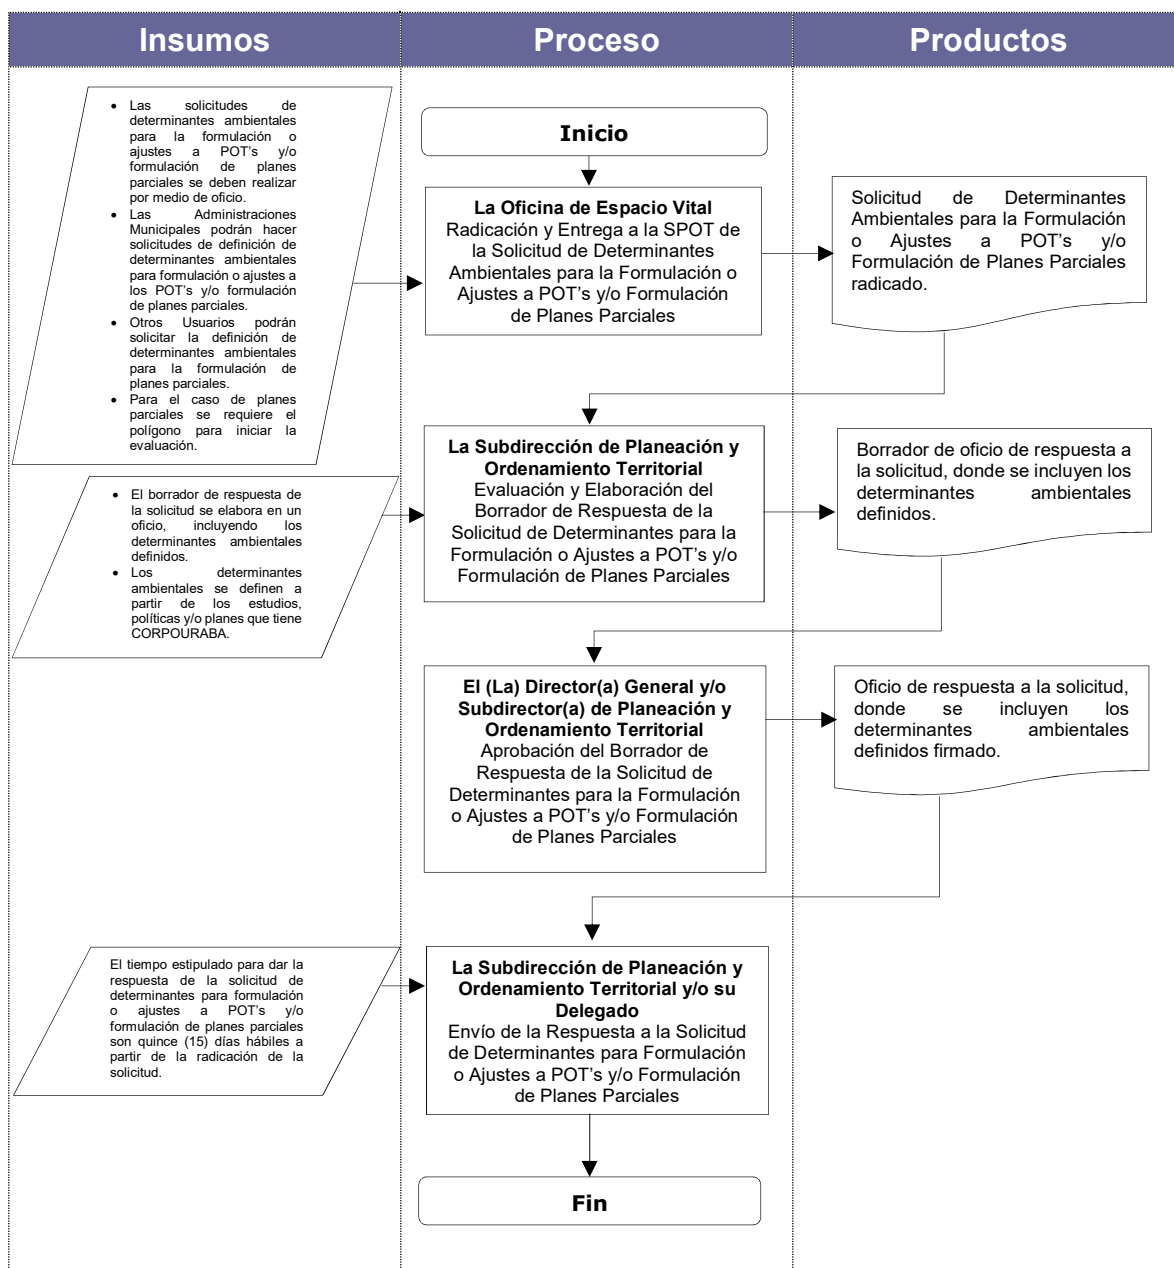 Insumos
Proceso
Productos
• Las solicitudes de
determinantes ambientales
para la formulación o
ajustes a POT's y/o
formulación de planes
parciales se deben realizar
por medio de oficio.
• Las Administraciones
Municipales podrán hacer
solicitudes de definición de
determinantes ambientales
para formulación o ajustes a
los POT's y/o formulación
de planes parciales.
• Otros Usuarios podrán
solicitar la definición de
determinantes ambientales
para la formulación de
planes parciales.
• Para el caso de planes
parciales se requiere el
polígono para iniciar la
evaluación.
Inicio
La Oficina de Espacio Vital
Radicación y Entrega a la SPOT de
la Solicitud de Determinantes
Ambientales para la Formulación o
Ajustes a POT's y/o Formulación
de Planes Parciales
Solicitud de Determinantes
Ambientales para la Formulación
o Ajustes a POT's y/o
Formulación de Planes Parciales
radicado.
• El borrador de respuesta de
la solicitud se elabora en un
oficio, incluyendo los
determinantes ambientales
definidos.
• Los determinantes
ambientales se definen a
partir de los estudios,
políticas y/o planes que tiene
CORPOURABA.
La Subdirección de Planeación y
Ordenamiento Territorial
Evaluación y Elaboración del
Borrador de Respuesta de la
Solicitud de Determinantes para la
Formulación o Ajustes a POT's y/o
Formulación de Planes Parciales
Borrador de oficio de respuesta a
la solicitud, donde se incluyen los
determinantes ambientales
definidos.
El (La) Director(a) General y/o
Subdirector(a) de Planeación y
Ordenamiento Territorial
Aprobación del Borrador de
Respuesta de la Solicitud de
Determinantes para la Formulación
o Ajustes a POT's y/o Formulación
de Planes Parciales
Oficio de respuesta a la solicitud,
donde se incluyen los
determinantes ambientales
definidos firmado.
El tiempo estipulado para dar la
respuesta de la solicitud de
determinantes para formulación
o ajustes a POT's y/o
formulación de planes parciales
son quince (15) días hábiles a
partir de la radicación de la
solicitud.
La Subdirección de Planeación y
Ordenamiento Territorial y/o su
Delegado
Envío de la Respuesta a la Solicitud
de Determinantes para Formulación
o Ajustes a POT's y/o Formulación
de Planes Parciales
Fin